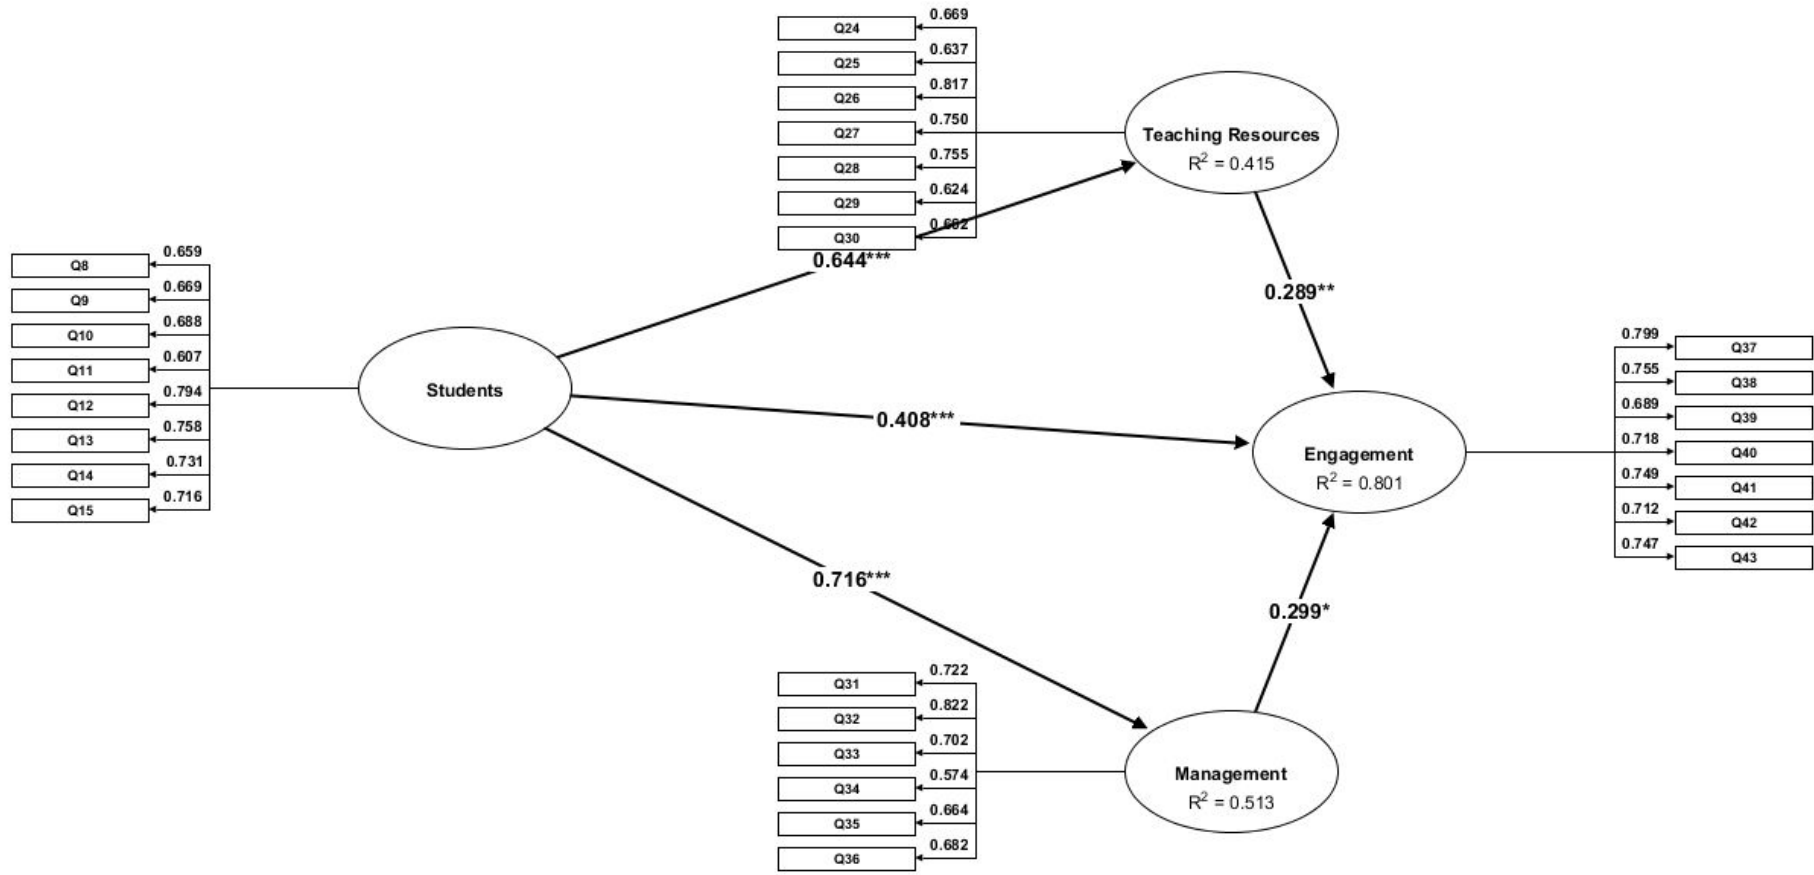 0.669
Q24
0.637
Q25
0.817
Q26
0.750
Q27
0.755
Q28
0.624
Q29
Q30
Teaching Resources
R² = 0.415
0.644***
0.289**
0.659
Q8
0.669
Q9
0.688
Q10
0.607
Q11
0.794
Q12
0.758
Q13
0.731
Q14
0.716
Q15
Students
0.408***
Engagement
R² = 0.801
0.799
Q37
0.755
Q38
0.689
Q39
0.718
Q40
0.749
Q41
0.712
Q42
0.747
Q43
0.716***
0.299*
0.722
Q31
0.822
Q32
0.702
Q33
0.574
Q34
0.664
Q35
0.682
Q36
Management
R² = 0.513